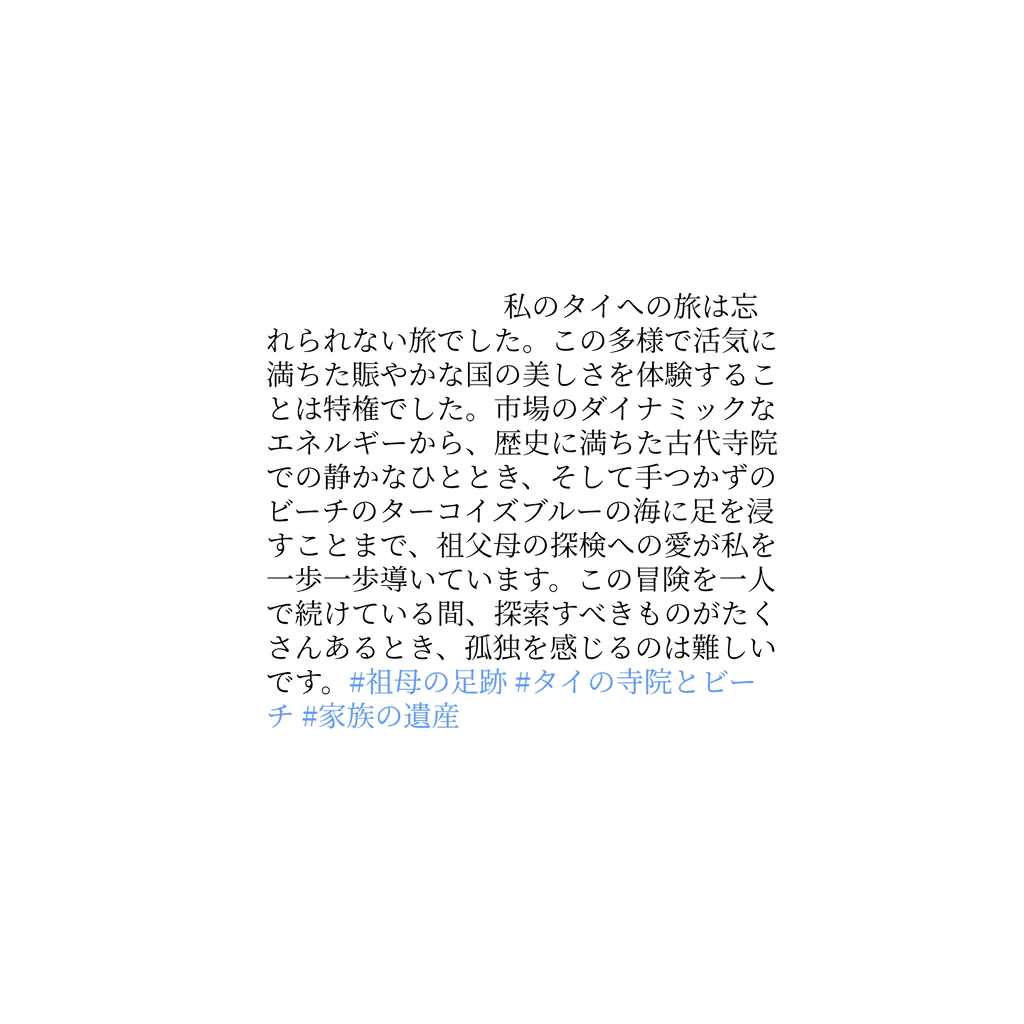 私のタイへの旅は忘
れられない旅でした。この多様で活気に
満ちた賑やかな国の美しさを体験するこ
とは特権でした。市場のダイナミックな
エネルギーから、歴史に満ちた古代寺院
での静かなひととき、そして手つかずの
ビーチのターコイズブルーの海に足を浸
すことまで、祖父母の探検への愛が私を
一歩一歩導いています。この冒険を一人
で続けている間、探索すべきものがたく
さんあるとき、孤独を感じるのは難しい
です。#祖母の足跡 #タイの寺院とビー
チ #家族の遺産